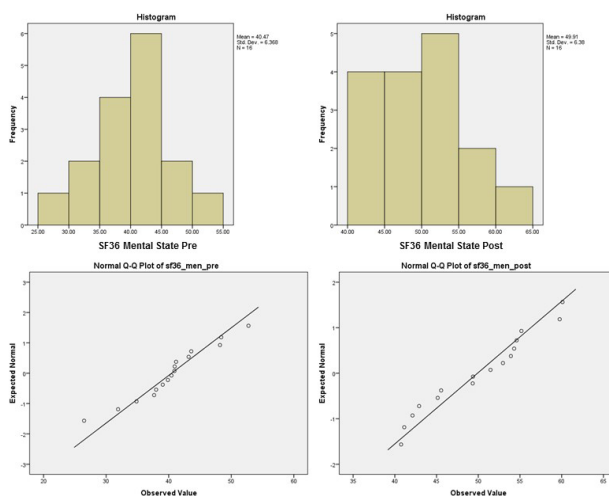 Histogram
Mean = 40.47
Std. Dev. = 6.368
N = 16
Frequency
6
5
4
3
2
1
0
25.00 30.00 35.00 40.00 45.00 50.00 55.00
SF36 Mental State Pre
Histogram
Mean = 49.91
Std. Dev. = 6.38
N = 16
Frequency
5
4
3
2
1
0
40.00 45.00 50.00 55.00 60.00 65.00
SF36 Mental State Post
Normal Q-Q Plot of sf36_men_pre
Expected Normal
3
2
1
0
-1
-2
-3
20 30 40 50 60
Observed Value
Normal Q-Q Plot of sf36_men_post
Expected Normal
2
1
0
-1
-2
35 40 45 50 55 60 65
Observed Value